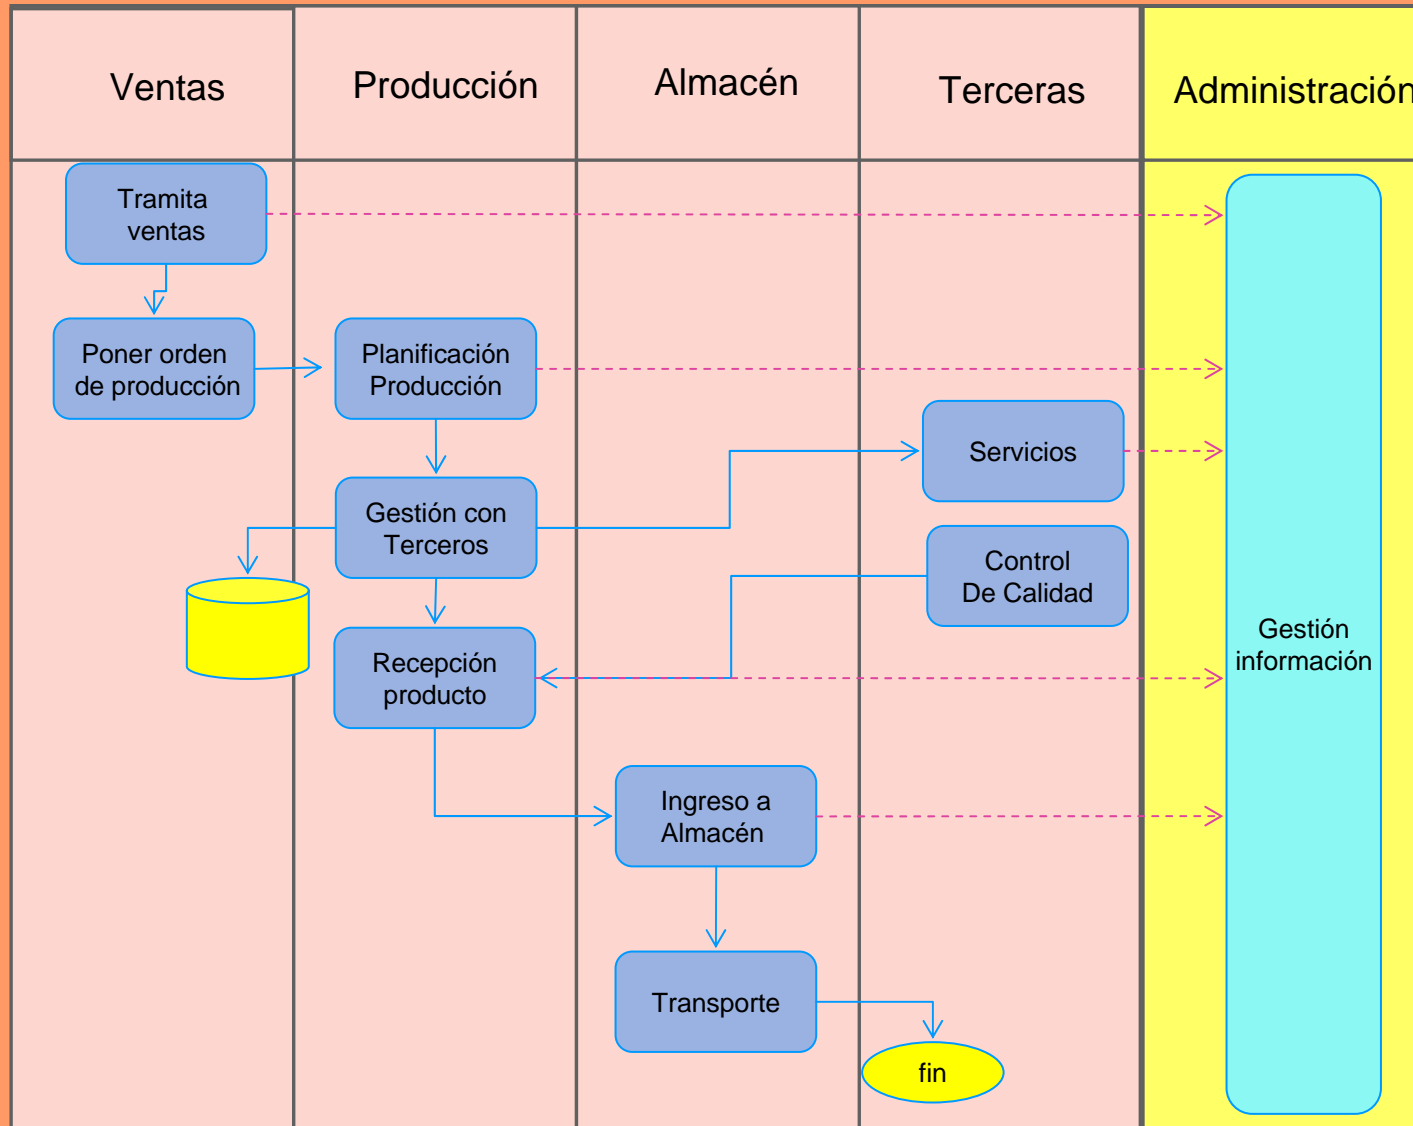 Ventas
Producción
Almacén
Terceras
Administración
Tramita
ventas
Poner orden
de producción
Planificación
Producción
Servicios
Gestión con
Terceros
Control
De Calidad
Gestión
información
Recepción
producto
Ingreso a
Almacén
Transporte
fin